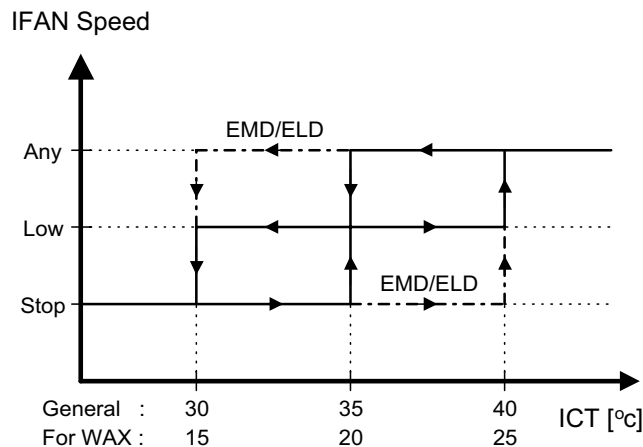 IFAN Speed
EMD/ELD
Any
Low
EMD/ELD
Stop
General : 30 35 40 ICT [ºc]
For WAX : 15 20 25